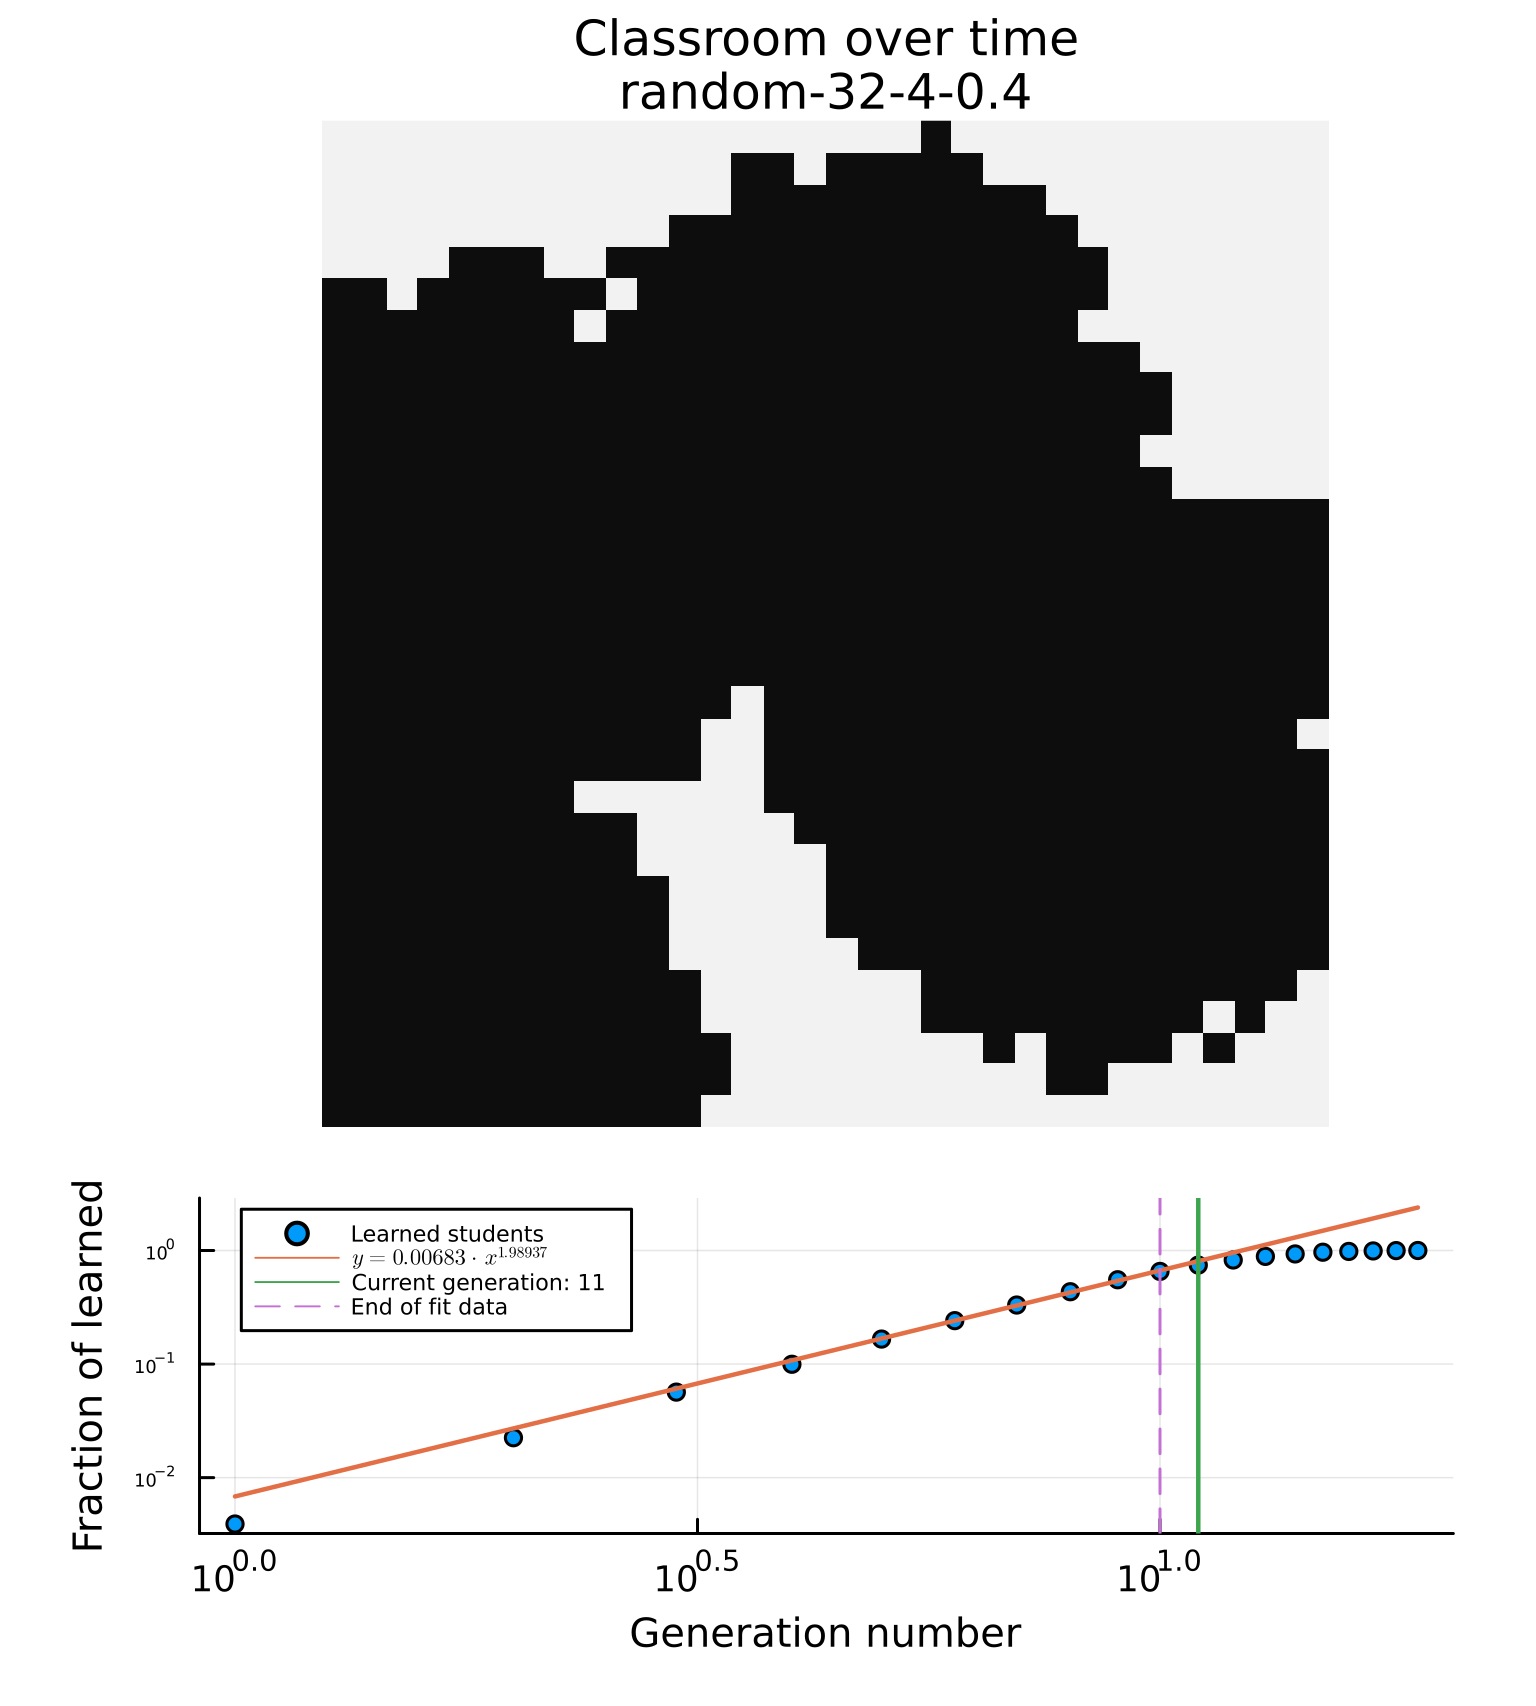 Classroom over time
random-32-4-0.4
Fraction of learned
Learned students
y = 0.00683 · x^1.98937
Current generation: 11
End of fit data
10^0
10^−1
10^−2
10^0.0
10^0.5
10^1.0
Generation number